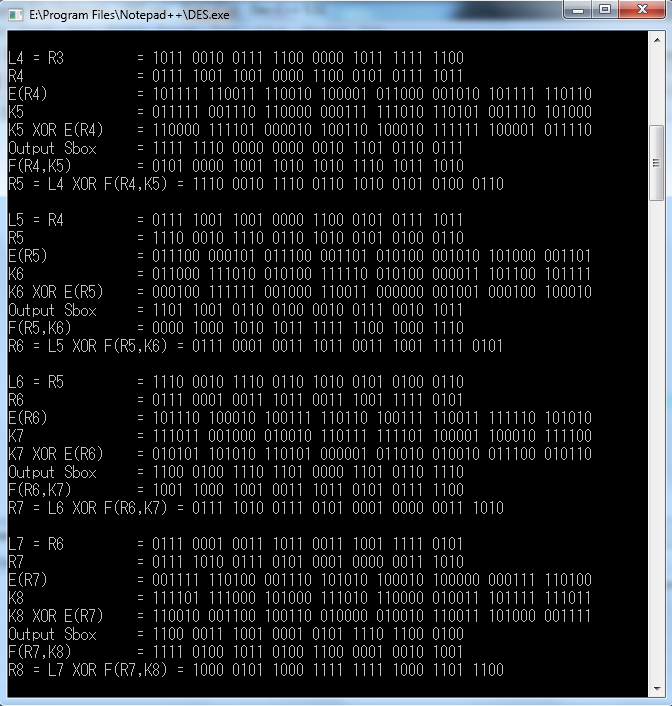 E:\Program Files\Notepad++\DES.exe
L4 = R3 = 1011 0010 0111 1100 0000 1011 1111 1100
R4 = 0111 1001 1001 0000 1100 0101 0111 1011
E(R4) = 101111 110011 110010 100001 011000 001010 101111 110110
K5 = 011111 001110 110000 000111 111010 110101 001110 101000
K5 XOR E(R4) = 110000 111101 000010 100110 100010 111111 100001 011110
Output Sbox = 1111 1110 0000 0000 0010 1101 0110 0111
F(R4,K5) = 0101 0000 1001 1010 1010 1110 1011 1010
R5 = L4 XOR F(R4,K5) = 1110 0010 1110 0110 1010 0101 0100 0110
L5 = R4 = 0111 1001 1001 0000 1100 0101 0111 1011
R5 = 1110 0010 1110 0110 1010 0101 0100 0110
E(R5) = 011100 000101 011100 001101 010100 001010 101000 001101
K6 = 011000 111010 010100 111110 010100 000011 101100 101111
K6 XOR E(R5) = 000100 111111 001000 110011 000000 001001 000100 100010
Output Sbox = 1101 1001 0110 0100 0010 0111 0010 1011
F(R5,K6) = 0000 1000 1010 1011 1111 1100 1000 1110
R6 = L5 XOR F(R5,K6) = 0111 0001 0011 1011 0011 1001 1111 0101
L6 = R5 = 1110 0010 1110 0110 1010 0101 0100 0110
R6 = 0111 0001 0011 1011 0011 1001 1111 0101
E(R6) = 101110 100010 100111 110110 100111 110011 111110 101010
K7 = 111011 001000 010010 110111 111101 100001 100010 111100
K7 XOR E(R6) = 010101 101010 110101 000001 011010 010010 011100 010110
Output Sbox = 1100 0100 1110 1101 0000 1101 0110 1110
F(R6,K7) = 1001 1000 1001 0011 1011 0101 0111 1100
R7 = L6 XOR F(R6,K7) = 0111 1010 0111 0101 0001 0000 0011 1010
L7 = R6 = 0111 0001 0011 1011 0011 1001 1111 0101
R7 = 0111 1010 0111 0101 0001 0000 0011 1010
E(R7) = 001111 110100 001110 101010 100010 100000 000111 110100
K8 = 111101 111000 101000 111010 110000 010011 101111 111011
K8 XOR E(R7) = 110010 001100 100110 010000 010010 110011 101000 001111
Output Sbox = 1100 0011 1001 0001 0101 1110 1100 0100
F(R7,K8) = 1111 0100 1011 0100 1100 0001 0010 1001
R8 = L7 XOR F(R7,K8) = 1000 0101 1000 1111 1111 1000 1101 1100